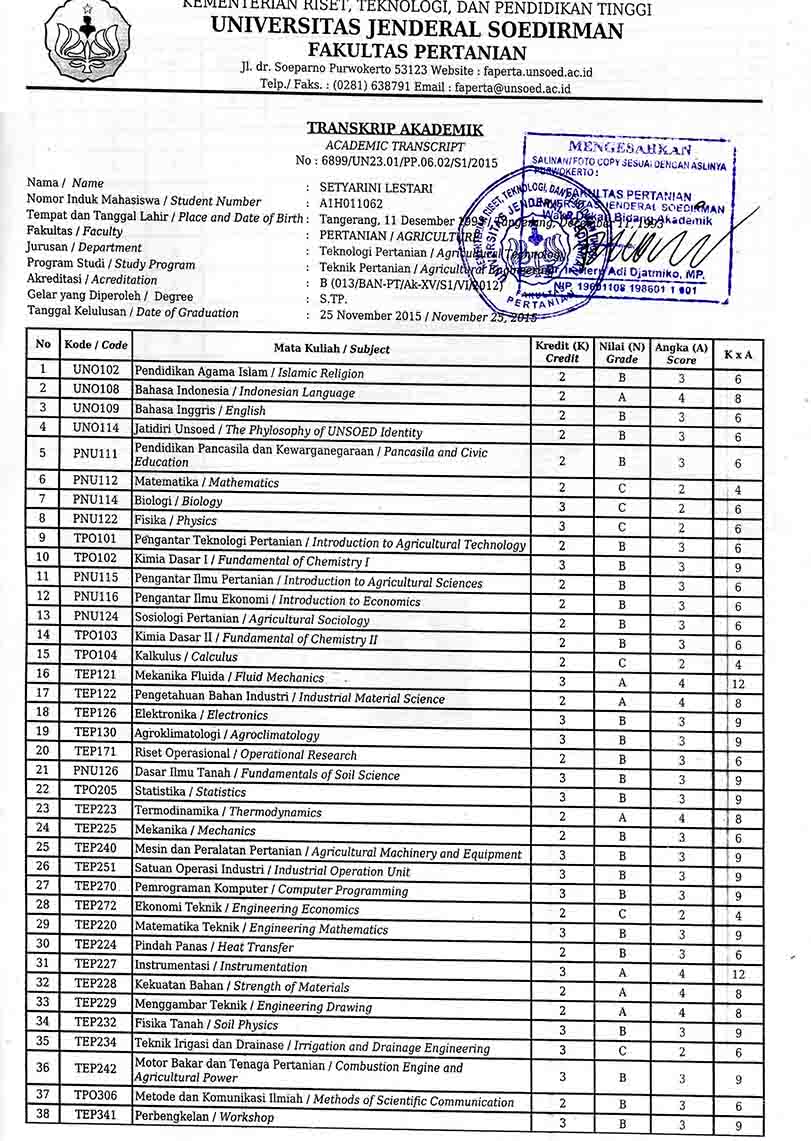 KEMENTERIAN RISET, TEKNOLOGI, DAN PENDIDIKAN TINGGI
UNIVERSITAS JENDERAL SOEDIRMAN
FAKULTAS PERTANIAN
Jl. dr. Soeparno Purwokerto 53123 Website : faperta.unsoed.ac.id
Telp./ Faks. : (0281) 638791 Email : faperta@unsoed.ac.id
TRANSKRIP AKADEMIK
ACADEMIC TRANSCRIPT
No : 6899/UN23.01/PP.06.02/S1/2015
MENGESAHKAN
SALINAN/FOTO COPY SESUAI DENGAN ASLINYA
PURWOKERTO :
FAKULTAS PERTANIAN
UNIVERSITAS JENDERAL SOEDIRMAN
Wakil Dekan Bidang Akademik
Adi Djatmiko, MP.
NIP. 19601108 198601 1 001
Nama / Name : SETYARINI LESTARI
Nomor Induk Mahasiswa / Student Number : A1H011062
Tempat dan Tanggal Lahir / Place and Date of Birth : Tangerang, 11 Desember 1993 / Tangerang, December 11, 1993
Fakultas / Faculty : PERTANIAN / AGRICULTURE
Jurusan / Department : Teknologi Pertanian / Agricultural Technology
Program Studi / Study Program : Teknik Pertanian / Agricultural Engineering
Akreditasi / Acreditation : B (013/BAN-PT/Ak-XV/S1/VI/2012)
Gelar yang Diperoleh / Degree : S.TP.
Tanggal Kelulusan / Date of Graduation : 25 November 2015 / November 25, 2015
No Kode / Code Mata Kuliah / Subject Kredit (K) Credit Nilai (N) Grade Angka (A) Score K x A
1 UNO102 Pendidikan Agama Islam / Islamic Religion 2 B 3 6
2 UNO108 Bahasa Indonesia / Indonesian Language 2 A 4 8
3 UNO109 Bahasa Inggris / English 2 B 3 6
4 UNO114 Jatidiri Unsoed / The Phylosophy of UNSOED Identity 2 B 3 6
5 PNU111 Pendidikan Pancasila dan Kewarganegaraan / Pancasila and Civic Education 2 B 3 6
6 PNU112 Matematika / Mathematics 2 C 2 4
7 PNU114 Biologi / Biology 3 C 2 6
8 PNU122 Fisika / Physics 3 C 2 6
9 TPO101 Pengantar Teknologi Pertanian / Introduction to Agricultural Technology 2 B 3 6
10 TPO102 Kimia Dasar I / Fundamental of Chemistry I 3 B 3 9
11 PNU115 Pengantar Ilmu Pertanian / Introduction to Agricultural Sciences 2 B 3 6
12 PNU116 Pengantar Ilmu Ekonomi / Introduction to Economics 2 B 3 6
13 PNU124 Sosiologi Pertanian / Agricultural Sociology 2 B 3 6
14 TPO103 Kimia Dasar II / Fundamental of Chemistry II 2 B 3 6
15 TPO104 Kalkulus / Calculus 2 C 2 4
16 TEP121 Mekanika Fluida / Fluid Mechanics 3 A 4 12
17 TEP122 Pengetahuan Bahan Industri / Industrial Material Science 2 A 4 8
18 TEP126 Elektronika / Electronics 3 B 3 9
19 TEP130 Agroklimatologi / Agroclimatology 3 B 3 9
20 TEP171 Riset Operasional / Operational Research 2 B 3 6
21 PNU126 Dasar Ilmu Tanah / Fundamentals of Soil Science 3 B 3 9
22 TPO205 Statistika / Statistics 3 B 3 9
23 TEP223 Termodinamika / Thermodynamics 2 A 4 8
24 TEP225 Mekanika / Mechanics 2 B 3 6
25 TEP240 Mesin dan Peralatan Pertanian / Agricultural Machinery and Equipment 3 B 3 9
26 TEP251 Satuan Operasi Industri / Industrial Operation Unit 3 B 3 9
27 TEP270 Pemrograman Komputer / Computer Programming 3 B 3 9
28 TEP272 Ekonomi Teknik / Engineering Economics 2 C 2 4
29 TEP220 Matematika Teknik / Engineering Mathematics 3 B 3 9
30 TEP224 Pindah Panas / Heat Transfer 2 B 3 6
31 TEP227 Instrumentasi / Instrumentation 3 A 4 12
32 TEP228 Kekuatan Bahan / Strength of Materials 2 A 4 8
33 TEP229 Menggambar Teknik / Engineering Drawing 2 A 4 8
34 TEP232 Fisika Tanah / Soil Physics 3 B 3 9
35 TEP234 Teknik Irigasi dan Drainase / Irrigation and Drainage Engineering 3 C 2 6
36 TEP242 Motor Bakar dan Tenaga Pertanian / Combustion Engine and Agricultural Power 3 B 3 9
37 TPO306 Metode dan Komunikasi Ilmiah / Methods of Scientific Communication 2 B 3 6
38 TEP341 Perbengkelan / Workshop 3 B 3 9